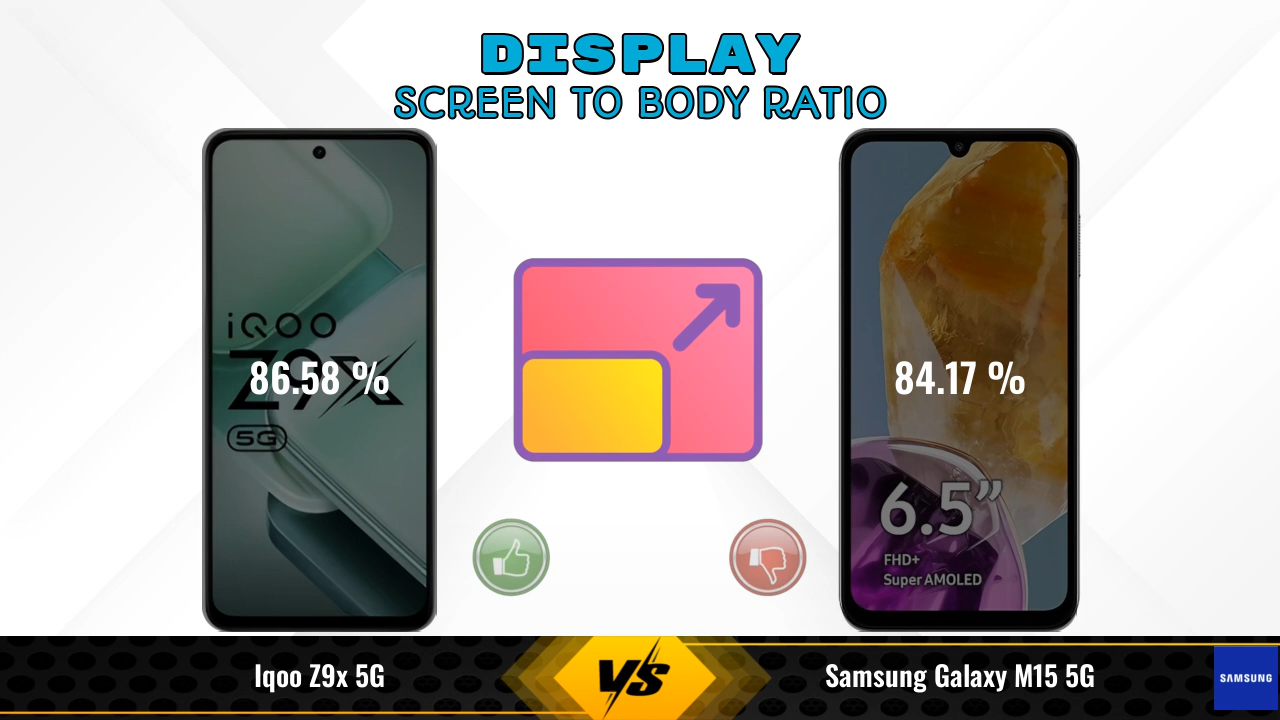 DISPLAY
SCREEN TO BODY RATIO
iQOO
Z9x
5G
86.58 %
84.17 %
6.5”
FHD+
Super AMOLED
Iqoo Z9x 5G
VS
Samsung Galaxy M15 5G
SAMSUNG